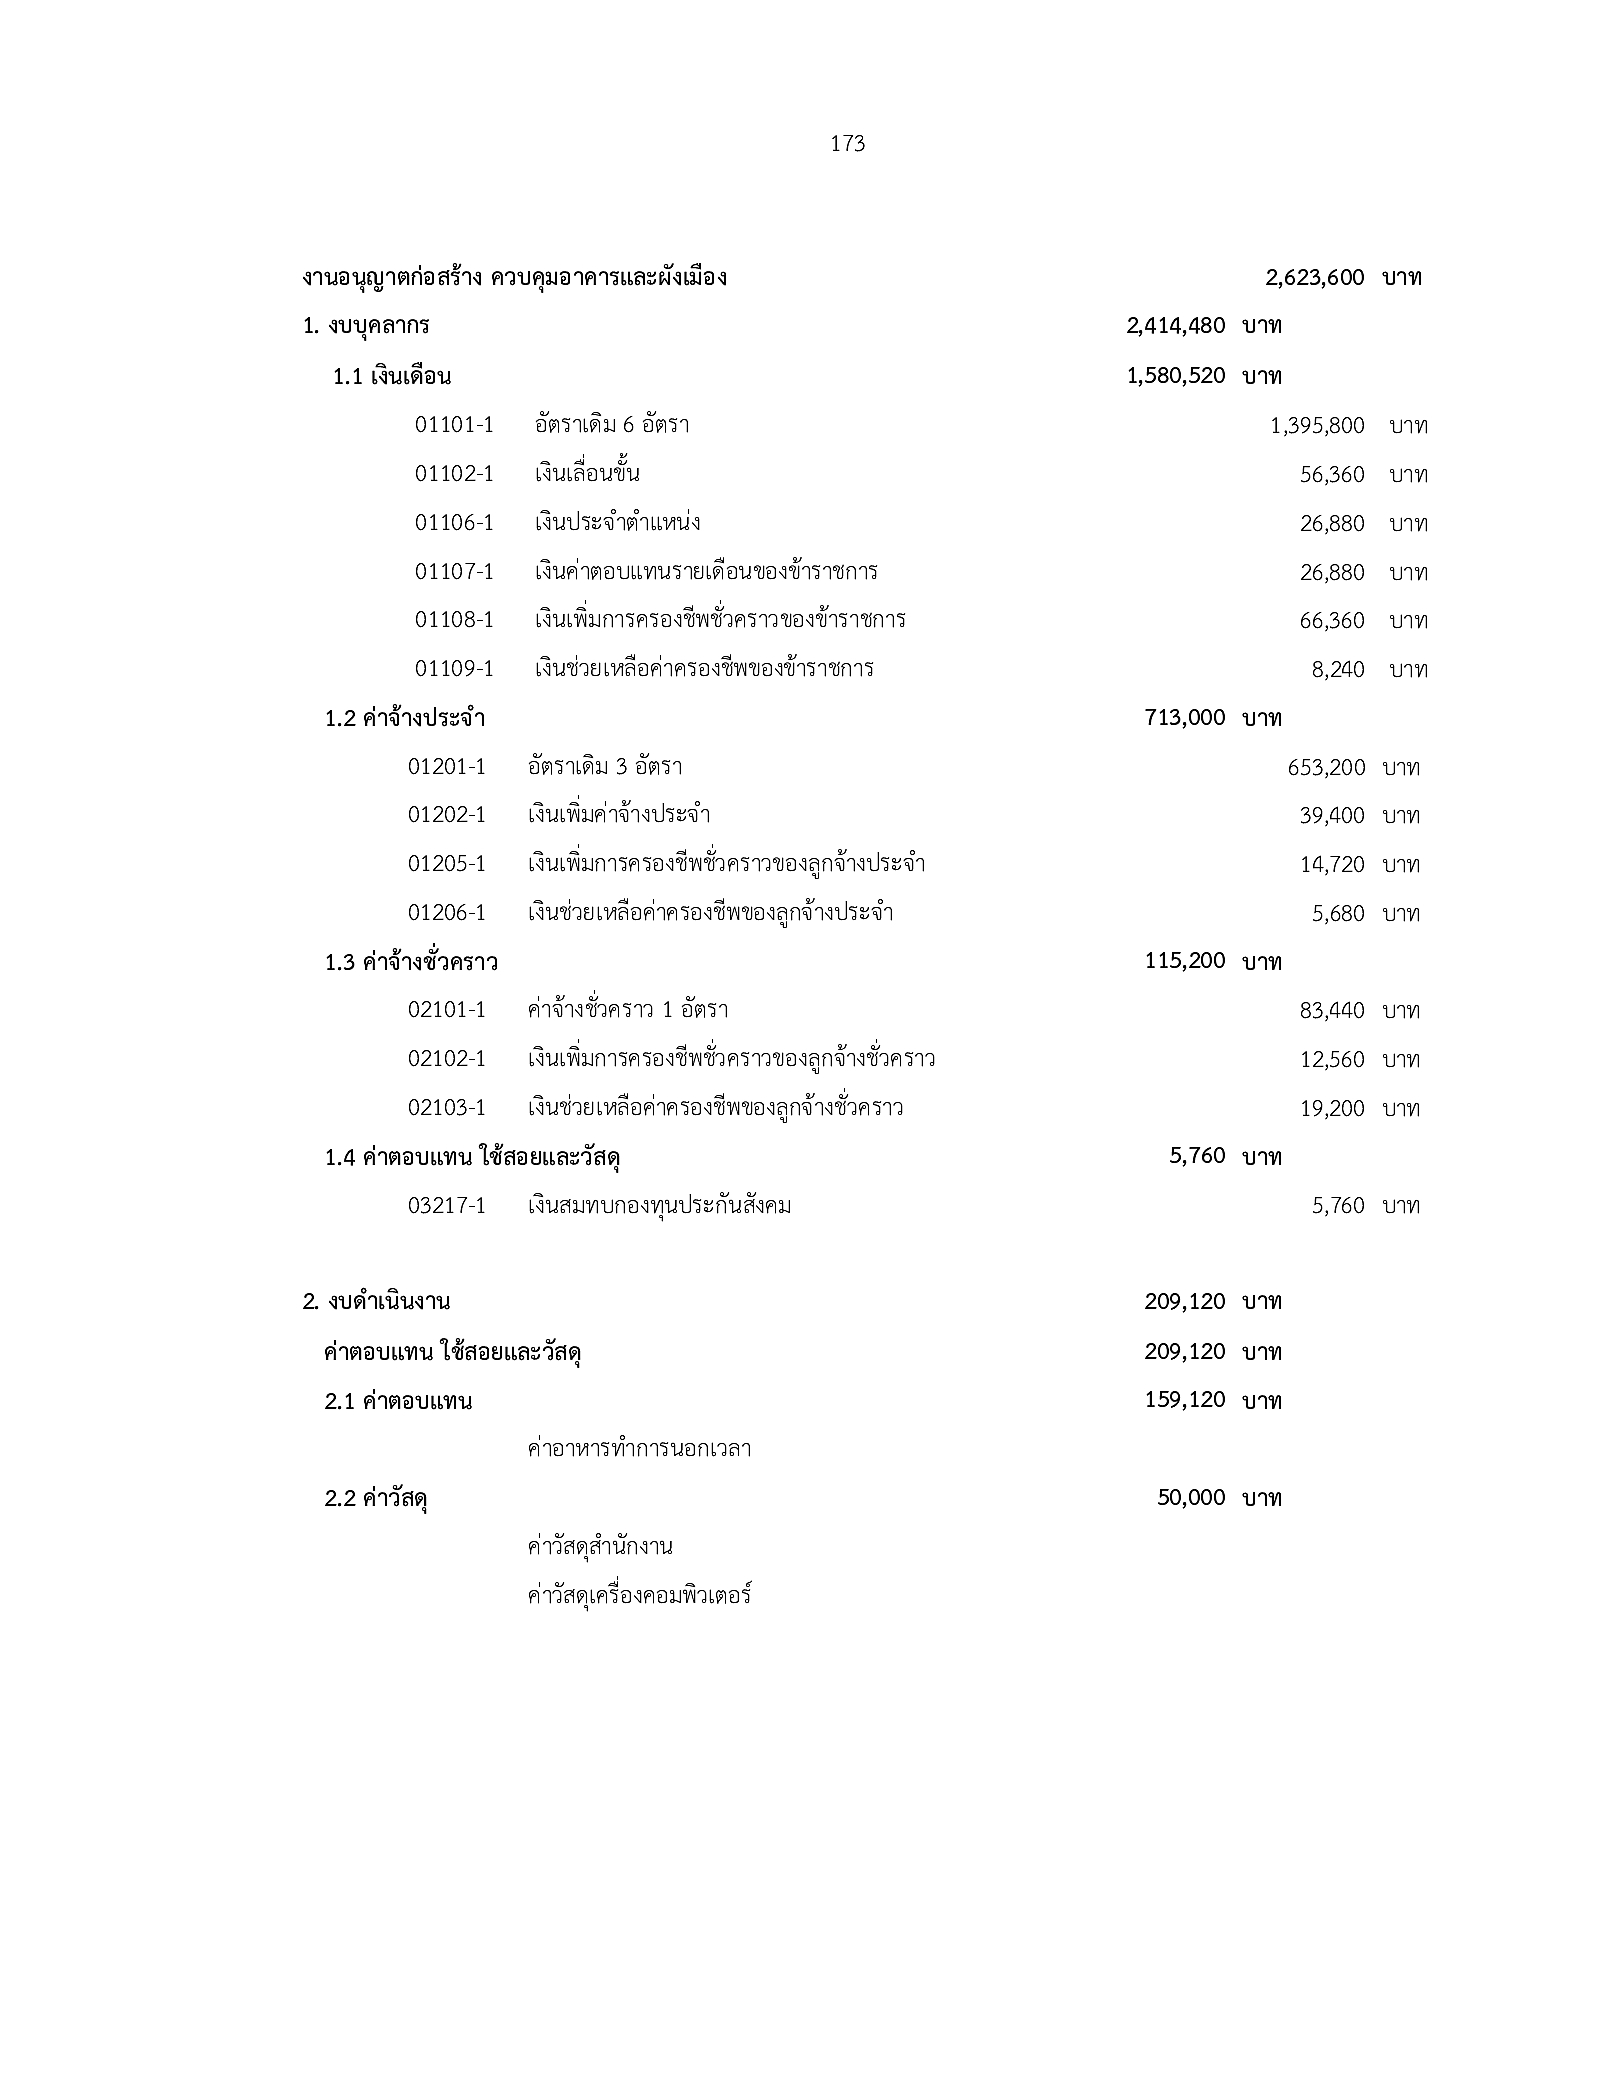 173
งานอนุญาตก่อสร้าง ควบคุมอาคารและผังเมือง 2,623,600 บาท
1. งบบุคลากร 2,414,480 บาท
1.1 เงินเดือน 1,580,520 บาท
01101-1 อัตราเดิม 6 อัตรา 1,395,800 บาท
01102-1 เงินเลื่อนขั้น 56,360 บาท
01106-1 เงินประจำตำแหน่ง 26,880 บาท
01107-1 เงินค่าตอบแทนรายเดือนของข้าราชการ 26,880 บาท
01108-1 เงินเพิ่มการครองชีพชั่วคราวของข้าราชการ 66,360 บาท
01109-1 เงินช่วยเหลือค่าครองชีพของข้าราชการ 8,240 บาท
1.2 ค่าจ้างประจำ 713,000 บาท
01201-1 อัตราเดิม 3 อัตรา 653,200 บาท
01202-1 เงินเพิ่มค่าจ้างประจำ 39,400 บาท
01205-1 เงินเพิ่มการครองชีพชั่วคราวของลูกจ้างประจำ 14,720 บาท
01206-1 เงินช่วยเหลือค่าครองชีพของลูกจ้างประจำ 5,680 บาท
1.3 ค่าจ้างชั่วคราว 115,200 บาท
02101-1 ค่าจ้างชั่วคราว 1 อัตรา 83,440 บาท
02102-1 เงินเพิ่มการครองชีพชั่วคราวของลูกจ้างชั่วคราว 12,560 บาท
02103-1 เงินช่วยเหลือค่าครองชีพของลูกจ้างชั่วคราว 19,200 บาท
1.4 ค่าตอบแทน ใช้สอยและวัสดุ 5,760 บาท
03217-1 เงินสมทบกองทุนประกันสังคม 5,760 บาท
2. งบดำเนินงาน 209,120 บาท
ค่าตอบแทน ใช้สอยและวัสดุ 209,120 บาท
2.1 ค่าตอบแทน 159,120 บาท
ค่าอาหารทำการนอกเวลา
2.2 ค่าวัสดุ 50,000 บาท
ค่าวัสดุสำนักงาน
ค่าวัสดุเครื่องคอมพิวเตอร์